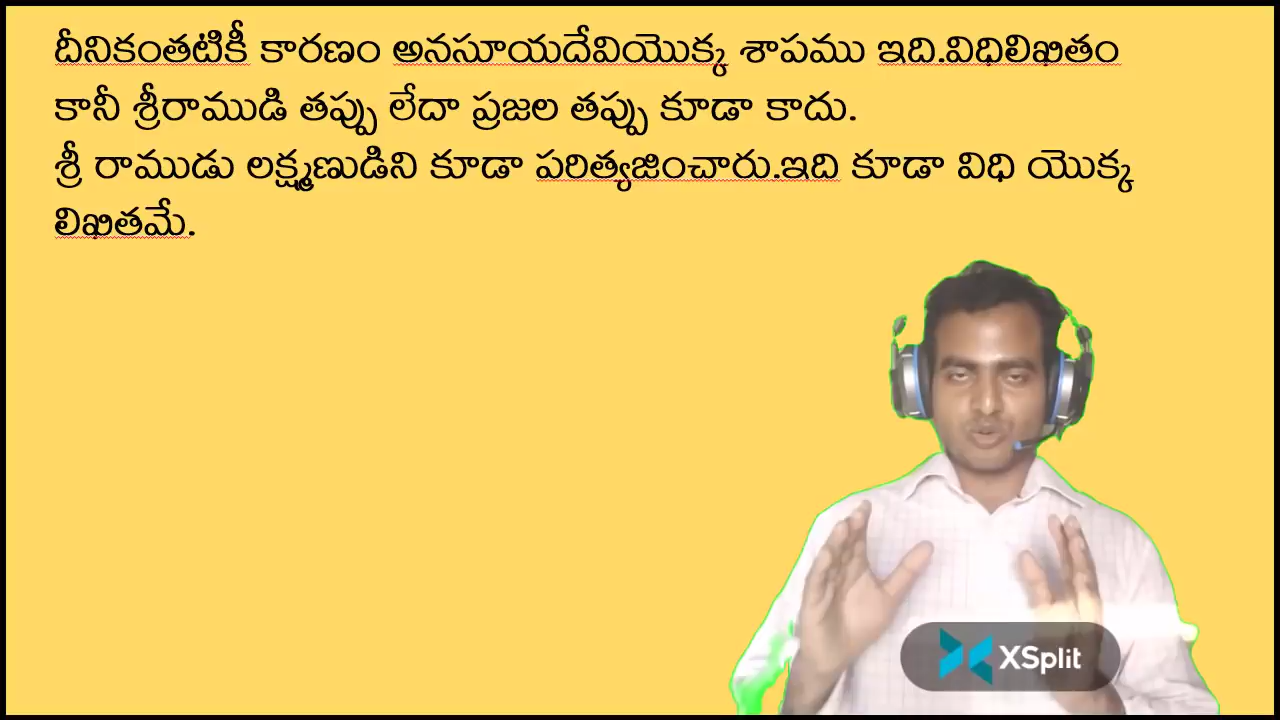 దీనికంతటికీ కారణం అనసూయదేవియొక్క శాపము ఇది.విధిలిఖితం
కానీ శ్రీరాముడి తప్పు లేదా ప్రజల తప్పు కూడా కాదు.
శ్రీ రాముడు లక్ష్మణుడిని కూడా పరిత్యజించారు.ఇది కూడా విధి యొక్క
లిఖితమే.
XSplit